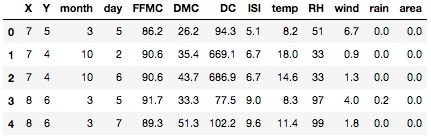 X Y month day FFMC DMC DC ISI temp RH wind rain area
0 7 5 3 5 86.2 26.2 94.3 5.1 8.2 51 6.7 0.0 0.0
1 7 4 10 2 90.6 35.4 669.1 6.7 18.0 33 0.9 0.0 0.0
2 7 4 10 6 90.6 43.7 686.9 6.7 14.6 33 1.3 0.0 0.0
3 8 6 3 5 91.7 33.3 77.5 9.0 8.3 97 4.0 0.2 0.0
4 8 6 3 7 89.3 51.3 102.2 9.6 11.4 99 1.8 0.0 0.0